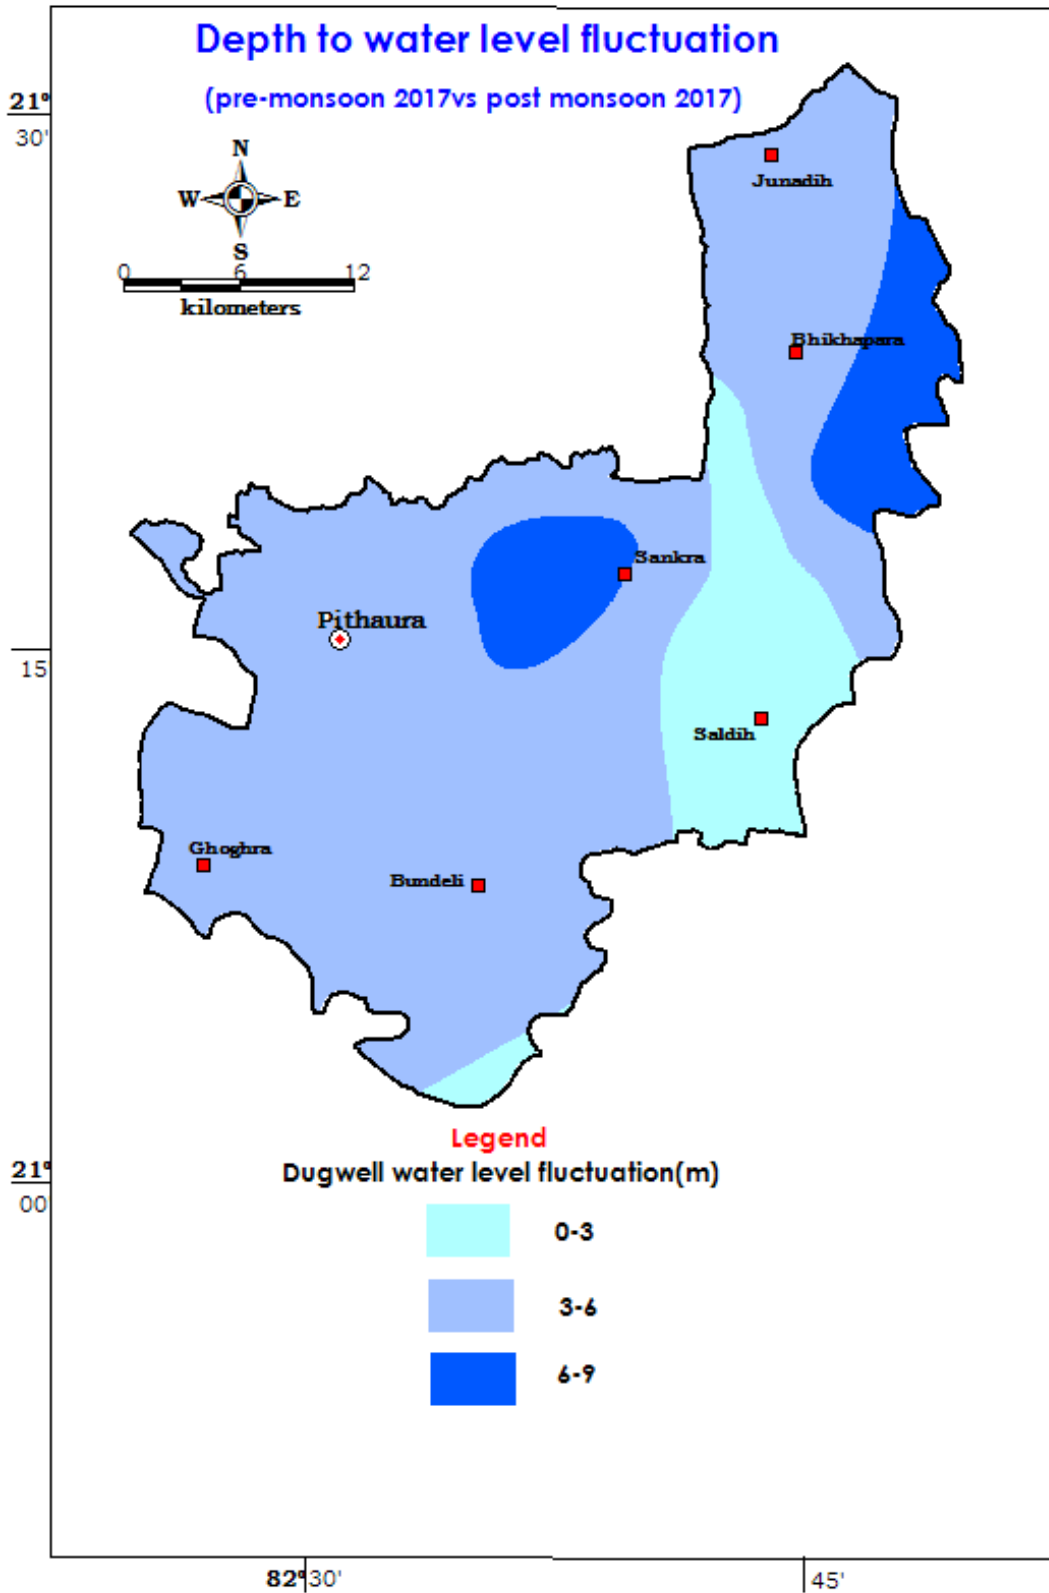 Depth to water level fluctuation
(pre-monsoon 2017vs post monsoon 2017)
21°
30'
N
W E
S
0 6 12
kilometers
Junadih
Bhikhapara
Sankra
Pithaura
15
Saldih
Ghoghra
Bundeli
Legend
21°
Dugwell water level fluctuation(m)
00
0-3
3-6
6-9
82°30' 45'